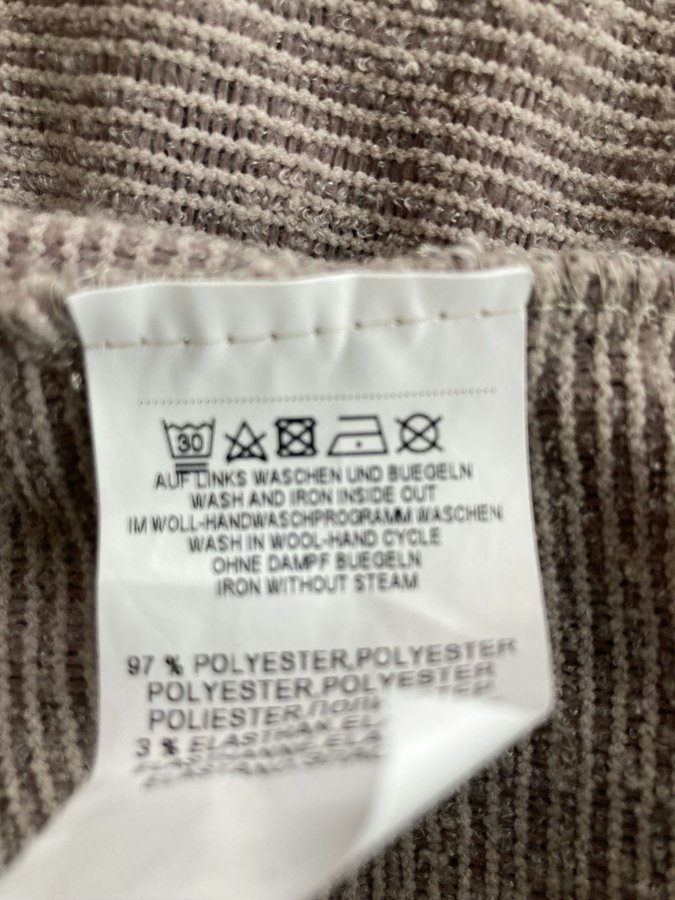 30
AUF LINKS WASCHEN UND BUEGELN
WASH AND IRON INSIDE OUT
IM WOLL-HANDWASCHPROGRAMM WASCHEN
WASH IN WOOL-HAND CYCLE
OHNE DAMPF BUEGELN
IRON WITHOUT STEAM
97 % POLYESTER,POLYESTER
POLYESTER,POLYESTER
POLIESTER,
3 % ELASTHAN,